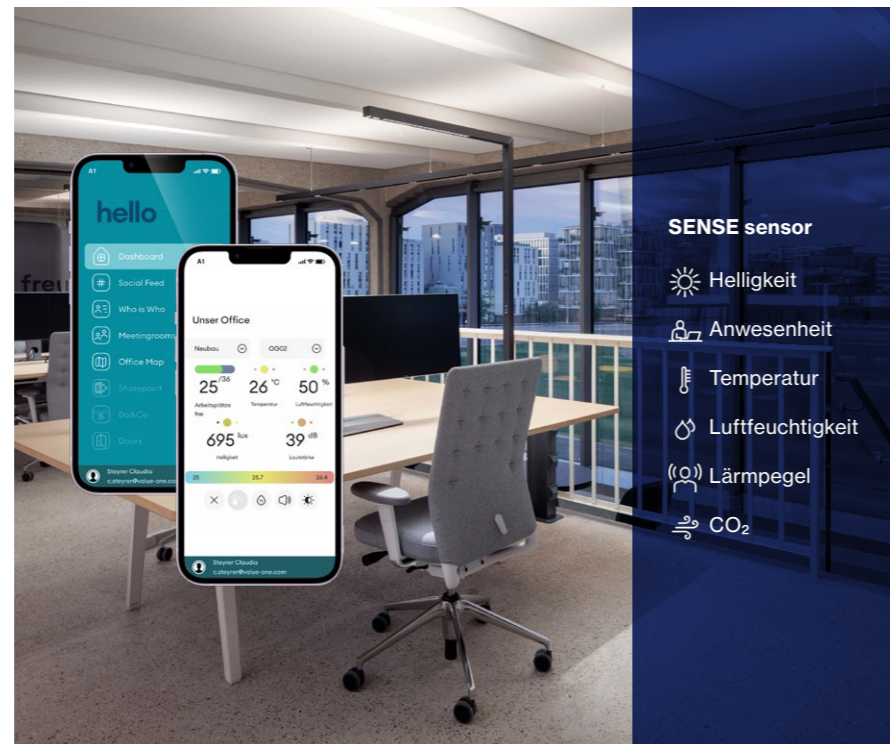 A1
hello
Dashboard
Social Feed
Who is Who
Meetingrooms
Office Map
Sharepoint
Do&Co
Doors
Steyrer Claudia
c.steyrer@value-one.com
A1
Unser Office
Neubau OG02
25/36 26 °C 50 %
Arbeitsplätze frei Temperatur Luftfeuchtigkeit
695 lux 39 dB
Helligkeit Lautstärke
25 25.7 26.4
Steyrer Claudia
c.steyrer@value-one.com
freu
SENSE sensor
Helligkeit
Anwesenheit
Temperatur
Luftfeuchtigkeit
Lärmpegel
CO₂